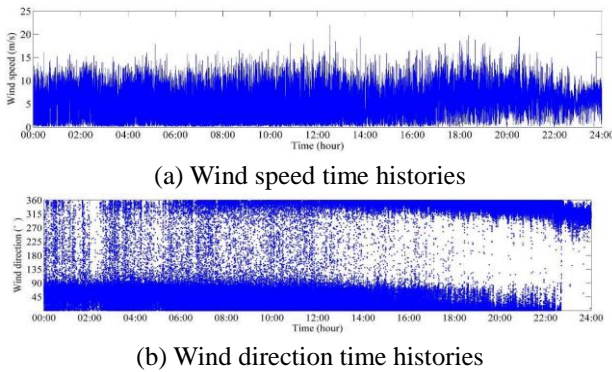 25
20
15
10
5
0
Wind speed (m/s)
00:00 02:00 04:00 06:00 08:00 10:00 12:00 14:00 16:00 18:00 20:00 22:00 24:00
Time (hour)
(a) Wind speed time histories
360
315
270
225
180
135
90
45
Wind direction (°)
00:00 02:00 04:00 06:00 08:00 10:00 12:00 14:00 16:00 18:00 20:00 22:00 24:00
Time (hour)
(b) Wind direction time histories